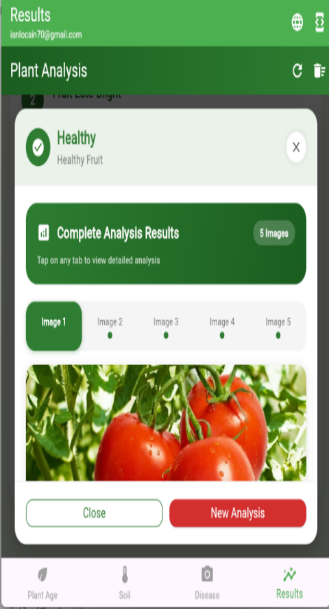 Results
ianlocsin70@gmail.com
Plant Analysis
2
Fruit Late Blight
Healthy
Healthy Fruit
X
Complete Analysis Results
5 Images
Tap on any tab to view detailed analysis
Image 1
Image 2
Image 3
Image 4
Image 5
Close
New Analysis
Plant Age
Soil
Disease
Results